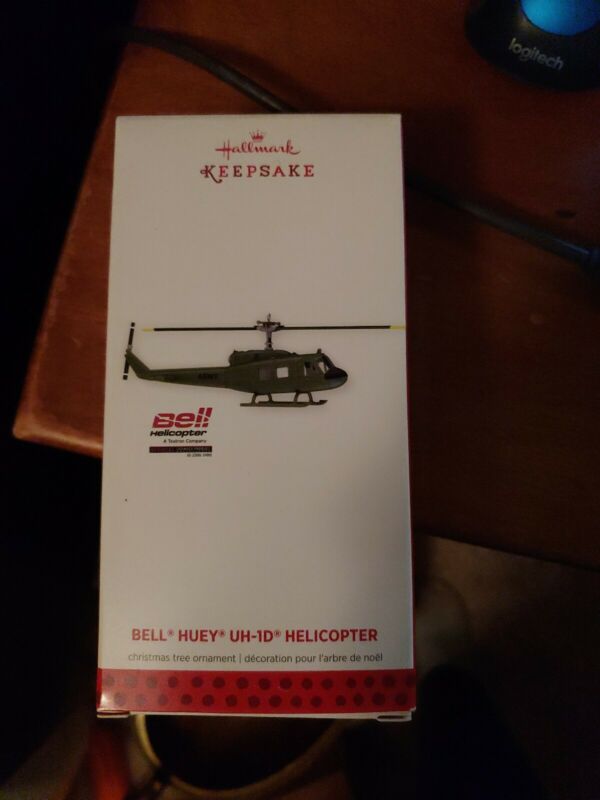 logitech
Hallmark
KEEPSAKE
ARMY
Bell
Helicopter
A Textron Company
BELL® HUEY® UH-1D® HELICOPTER
christmas tree ornament | décoration pour l'arbre de noël